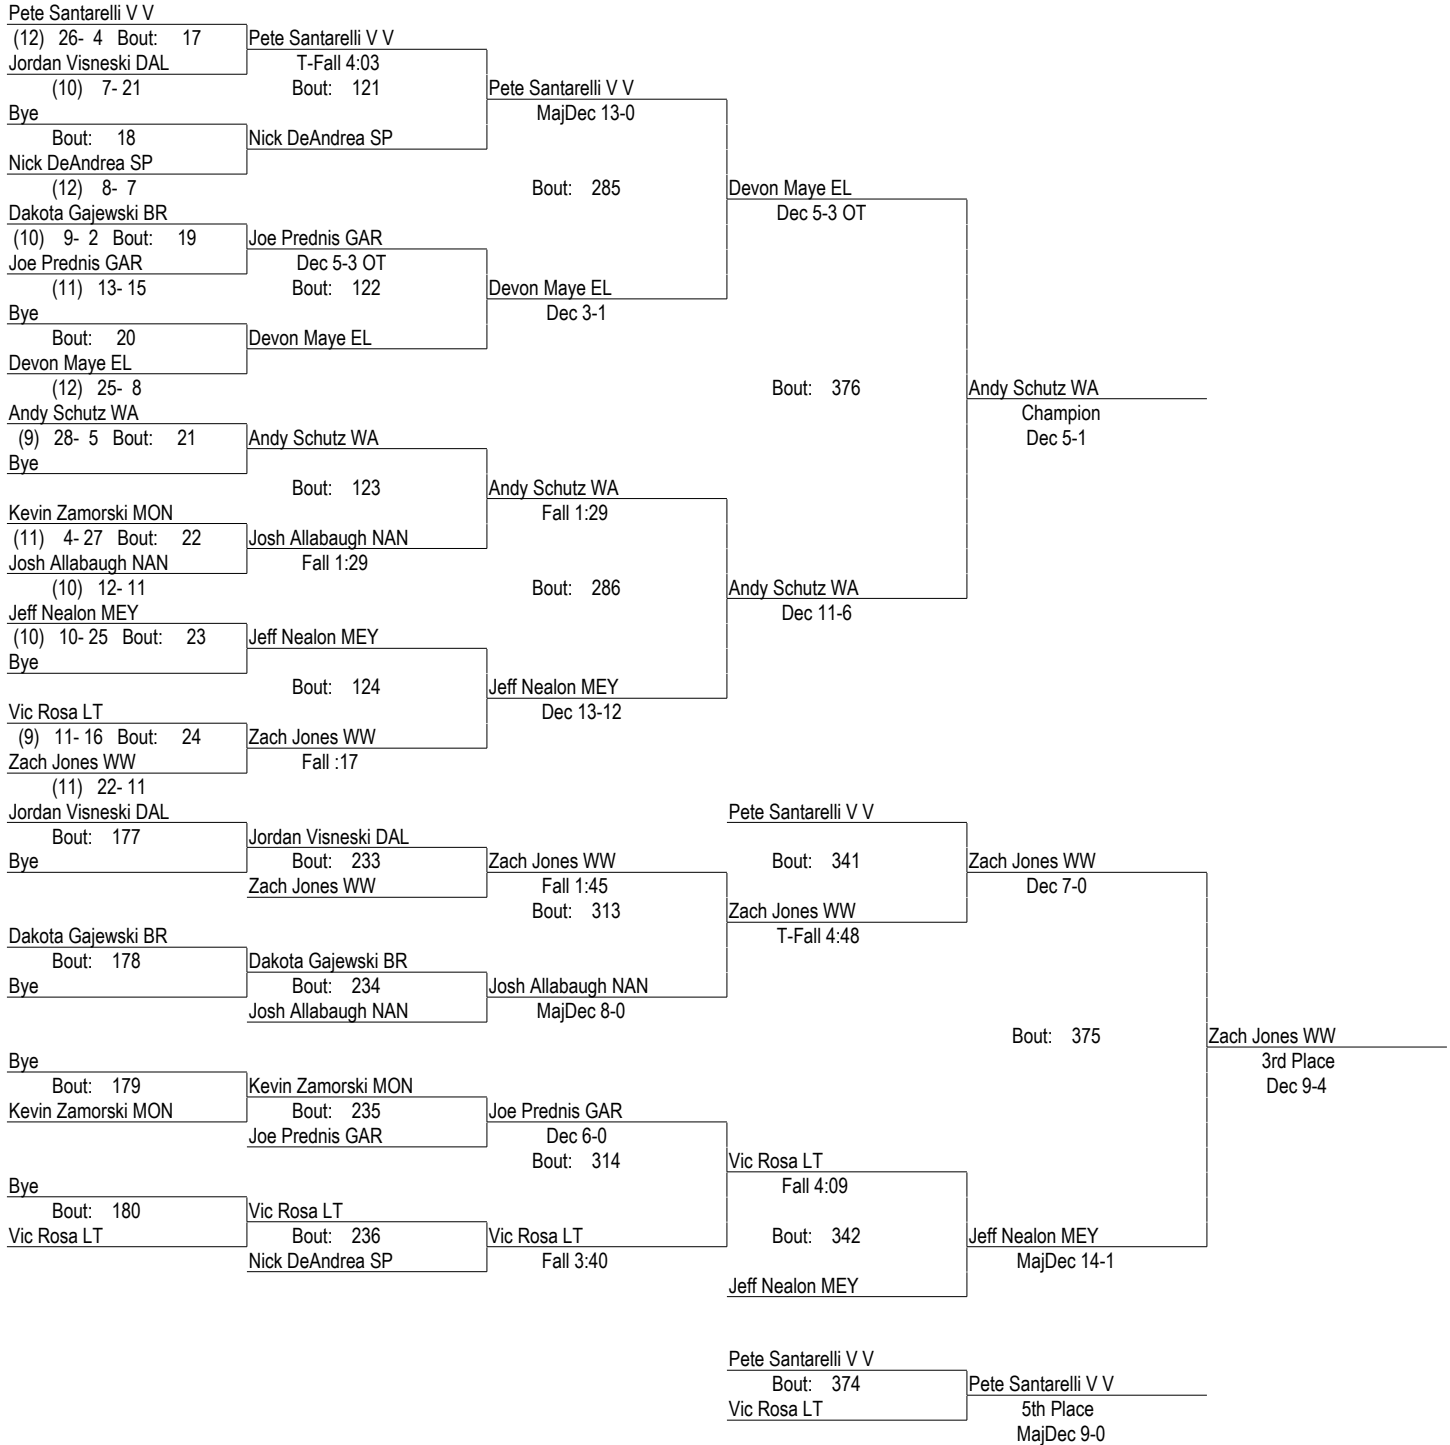 Pete Santarelli V V
(12) 26- 4 Bout: 17 Pete Santarelli V V
Jordan Visneski DAL T-Fall 4:03
(10) 7- 21 Bout: 121 Pete Santarelli V V
Bye MajDec 13-0
Bout: 18 Nick DeAndrea SP
Nick DeAndrea SP
(12) 8- 7 Bout: 285 Devon Maye EL
Dakota Gajewski BR Dec 5-3 OT
(10) 9- 2 Bout: 19 Joe Prednis GAR
Joe Prednis GAR Dec 5-3 OT
(11) 13- 15 Bout: 122 Devon Maye EL
Bye Dec 3-1
Bout: 20 Devon Maye EL
Devon Maye EL
(12) 25- 8 Bout: 376 Andy Schutz WA
Andy Schutz WA Champion
(9) 28- 5 Bout: 21 Andy Schutz WA Dec 5-1
Bye
Bout: 123 Andy Schutz WA
Kevin Zamorski MON Fall 1:29
(11) 4- 27 Bout: 22 Josh Allabaugh NAN
Josh Allabaugh NAN Fall 1:29
(10) 12- 11 Bout: 286 Andy Schutz WA
Jeff Nealon MEY Dec 11-6
(10) 10- 25 Bout: 23 Jeff Nealon MEY
Bye
Bout: 124 Jeff Nealon MEY
Vic Rosa LT Dec 13-12
(9) 11- 16 Bout: 24 Zach Jones WW
Zach Jones WW Fall :17
(11) 22- 11
Jordan Visneski DAL Pete Santarelli V V
Bout: 177 Jordan Visneski DAL
Bye Bout: 233 Zach Jones WW Bout: 341 Zach Jones WW
Zach Jones WW Fall 1:45 Dec 7-0
Bout: 313 Zach Jones WW
Dakota Gajewski BR T-Fall 4:48
Bout: 178 Dakota Gajewski BR
Bye Bout: 234 Josh Allabaugh NAN
Josh Allabaugh NAN MajDec 8-0
Bout: 375 Zach Jones WW
Bye 3rd Place
Bout: 179 Kevin Zamorski MON Dec 9-4
Kevin Zamorski MON Bout: 235 Joe Prednis GAR
Joe Prednis GAR Dec 6-0
Bout: 314 Vic Rosa LT
Bye Fall 4:09
Bout: 180 Vic Rosa LT
Vic Rosa LT Bout: 236 Vic Rosa LT Bout: 342 Jeff Nealon MEY
Nick DeAndrea SP Fall 3:40 MajDec 14-1
Jeff Nealon MEY
Pete Santarelli V V
Bout: 374 Pete Santarelli V V
Vic Rosa LT 5th Place
MajDec 9-0